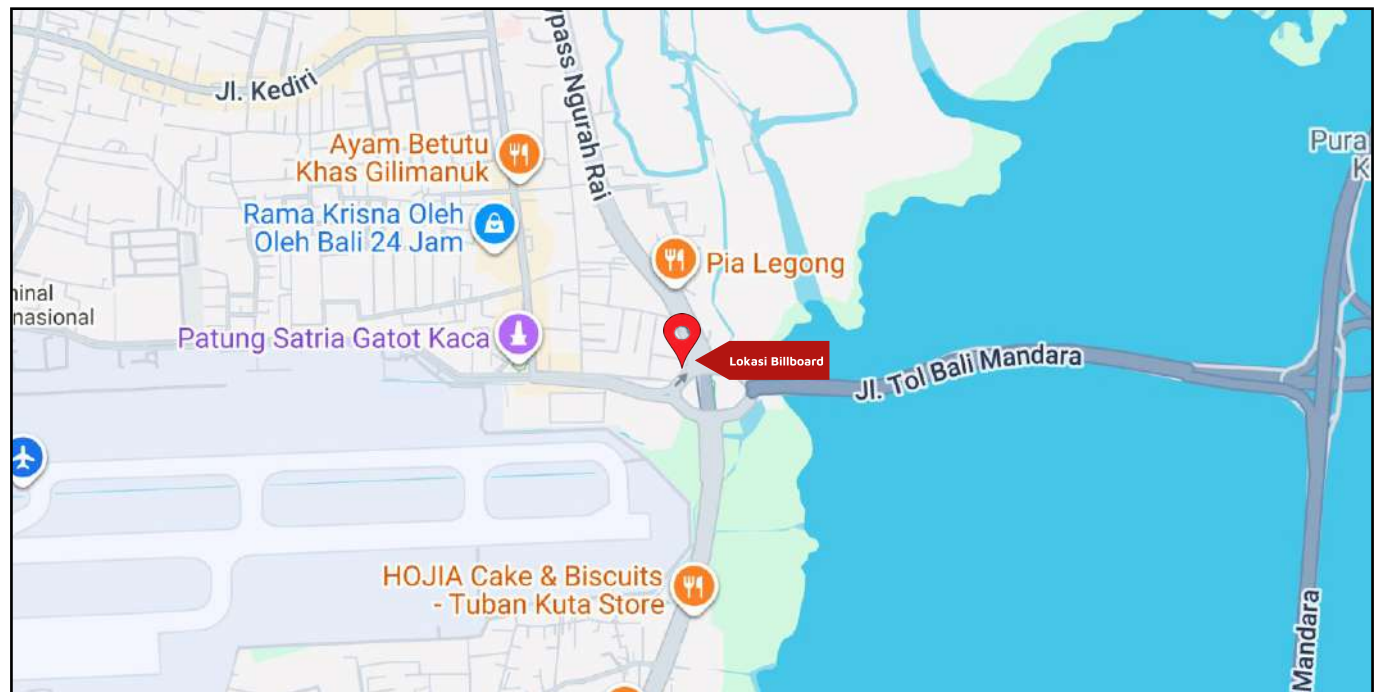 ypass Ngurah Rai
Jl. Kediri
Ayam Betutu
Khas Gilimanuk
Pura
K
Rama Krisna Oleh
Oleh Bali 24 Jam
Pia Legong
inal
nasional
Patung Satria Gatot Kaca
Lokasi Billboard
Jl. Tol Bali Mandara
HOJIA Cake & Biscuits
- Tuban Kuta Store
Mandara